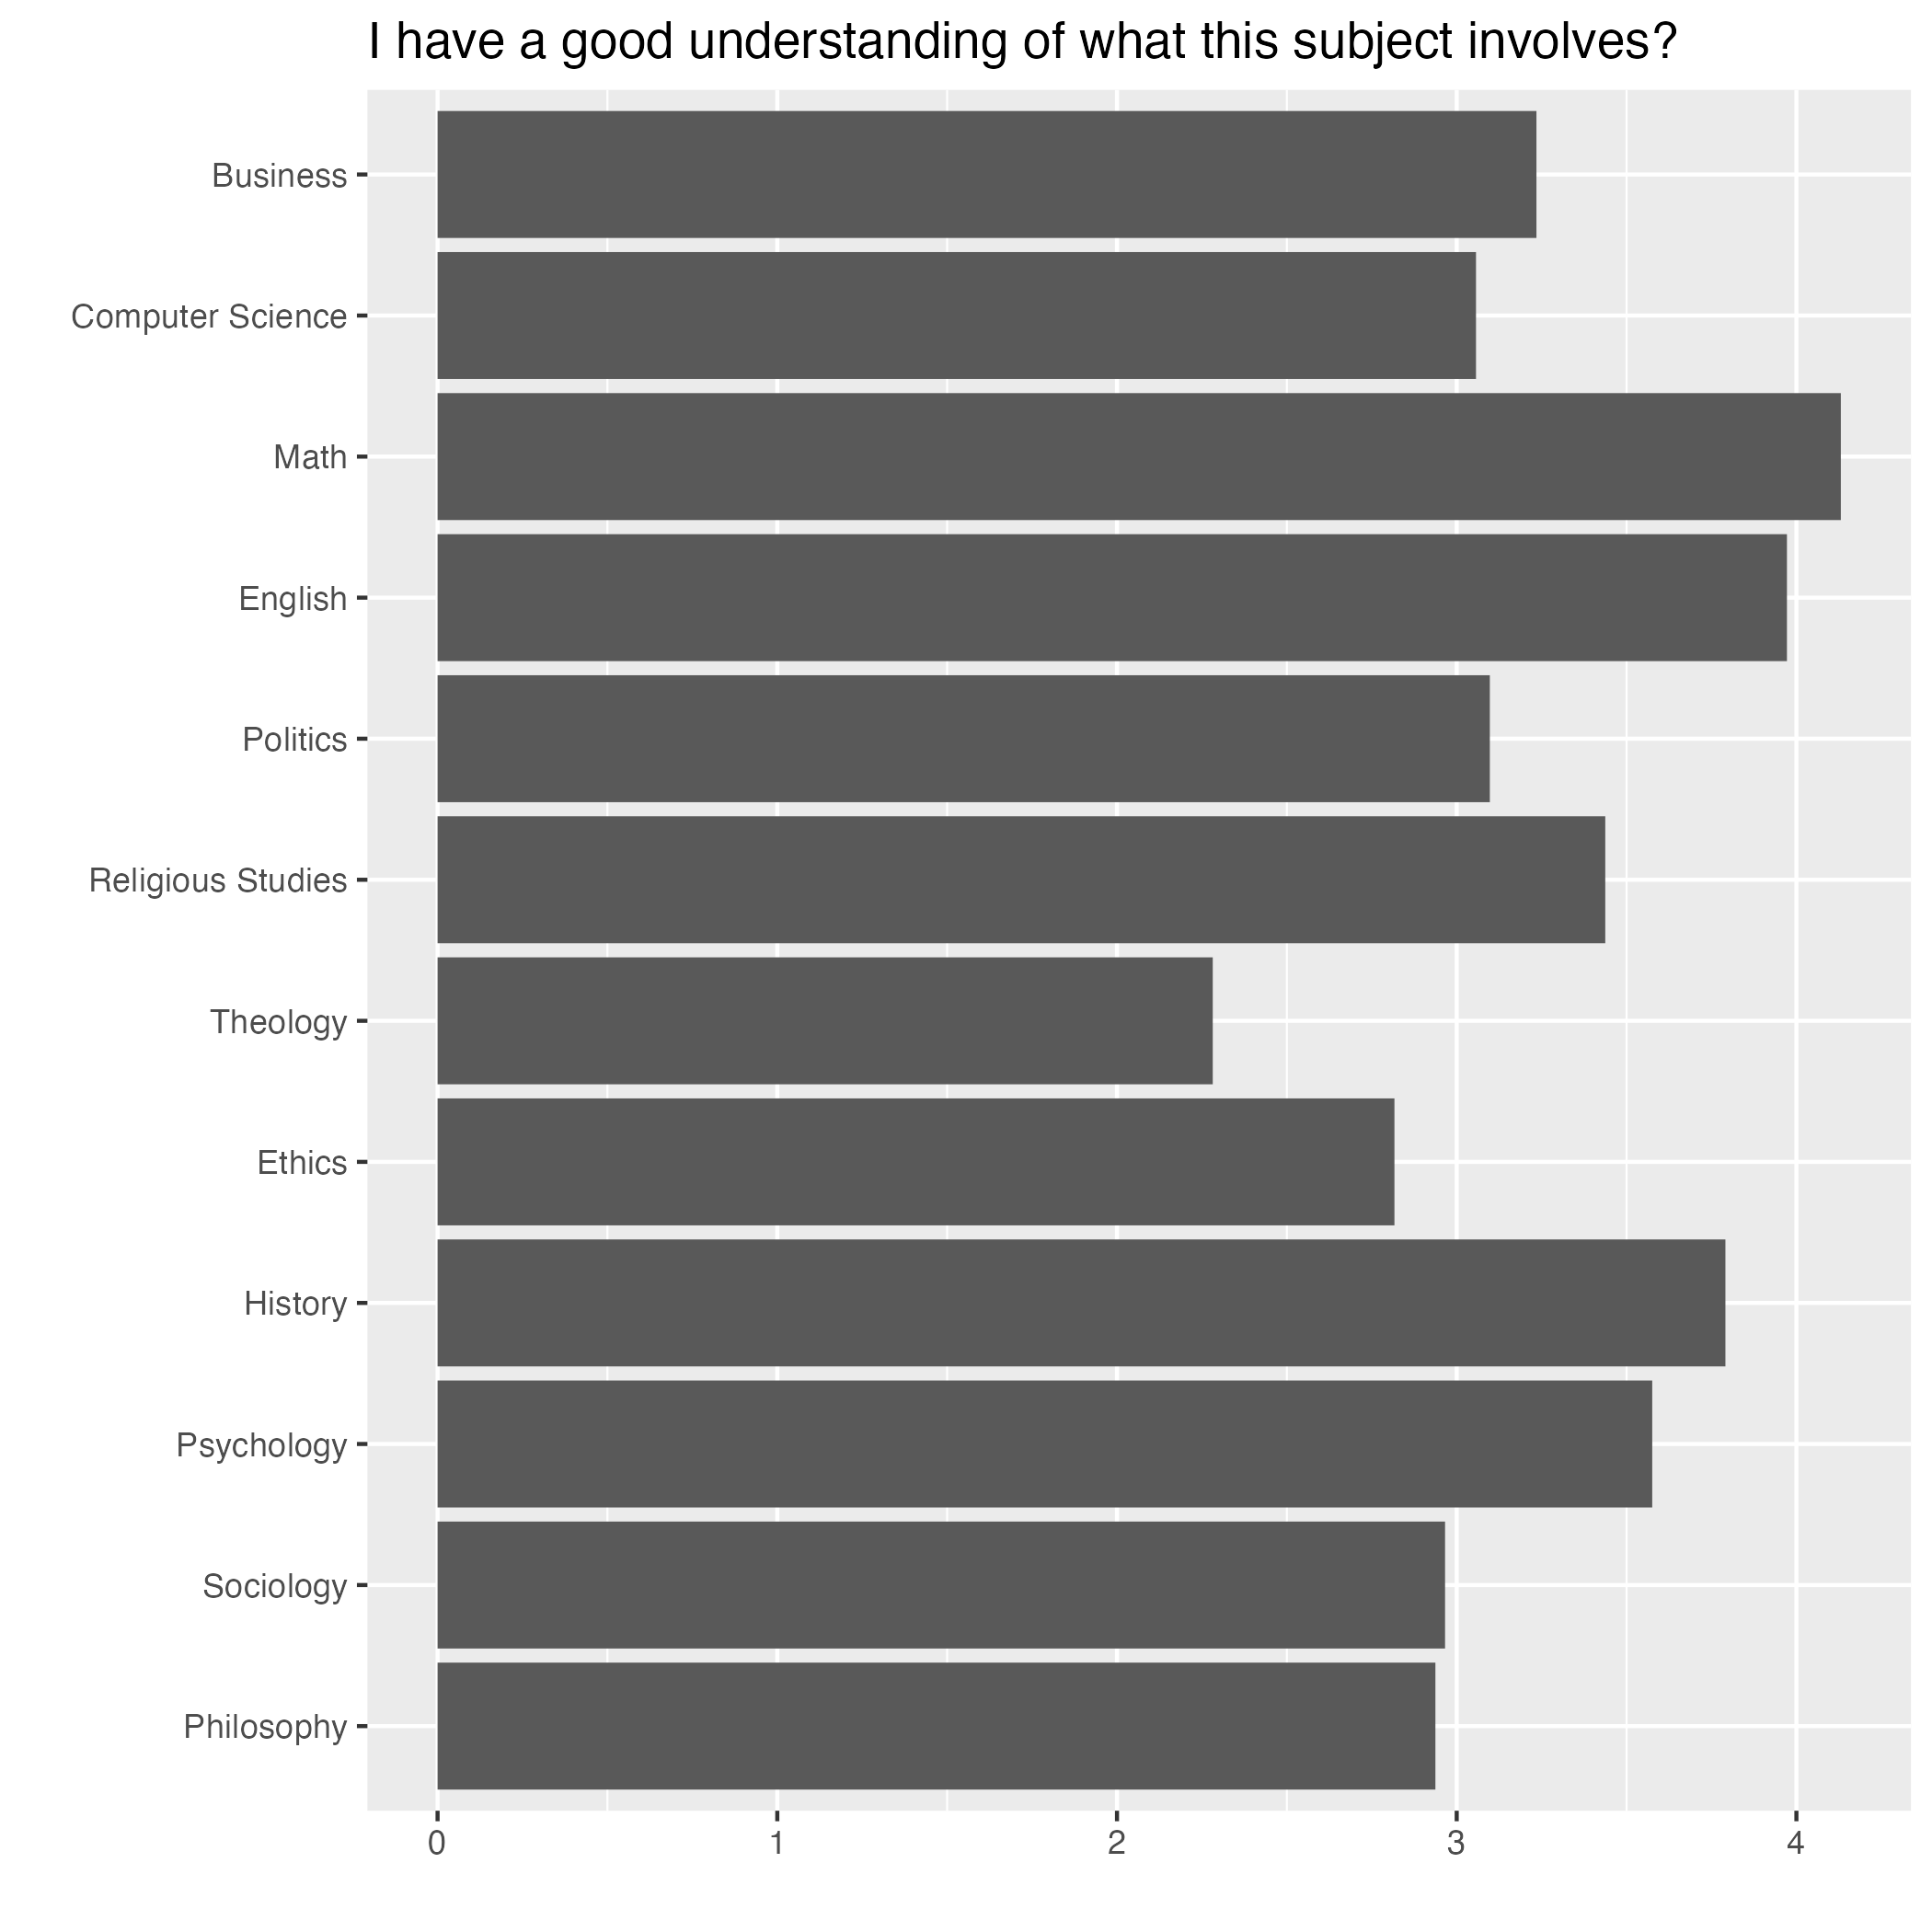 I have a good understanding of what this subject involves?
Business
Computer Science
Math
English
Politics
Religious Studies
Theology
Ethics
History
Psychology
Sociology
Philosophy
0 1 2 3 4